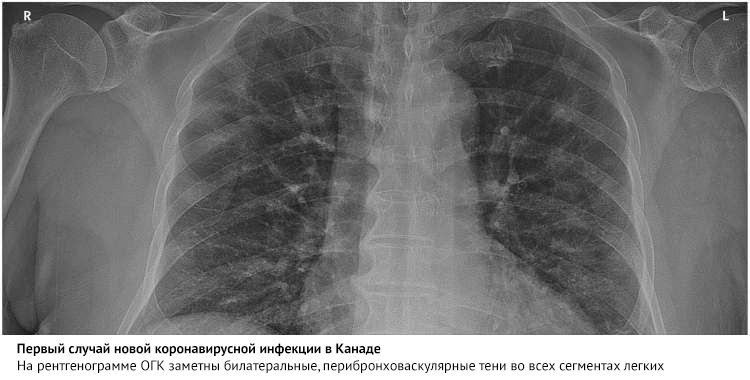 R
L
Первый случай новой коронавирусной инфекции в Канаде
На рентгенограмме ОГК заметны билатеральные, перибронховаскулярные тени во всех сегментах легких